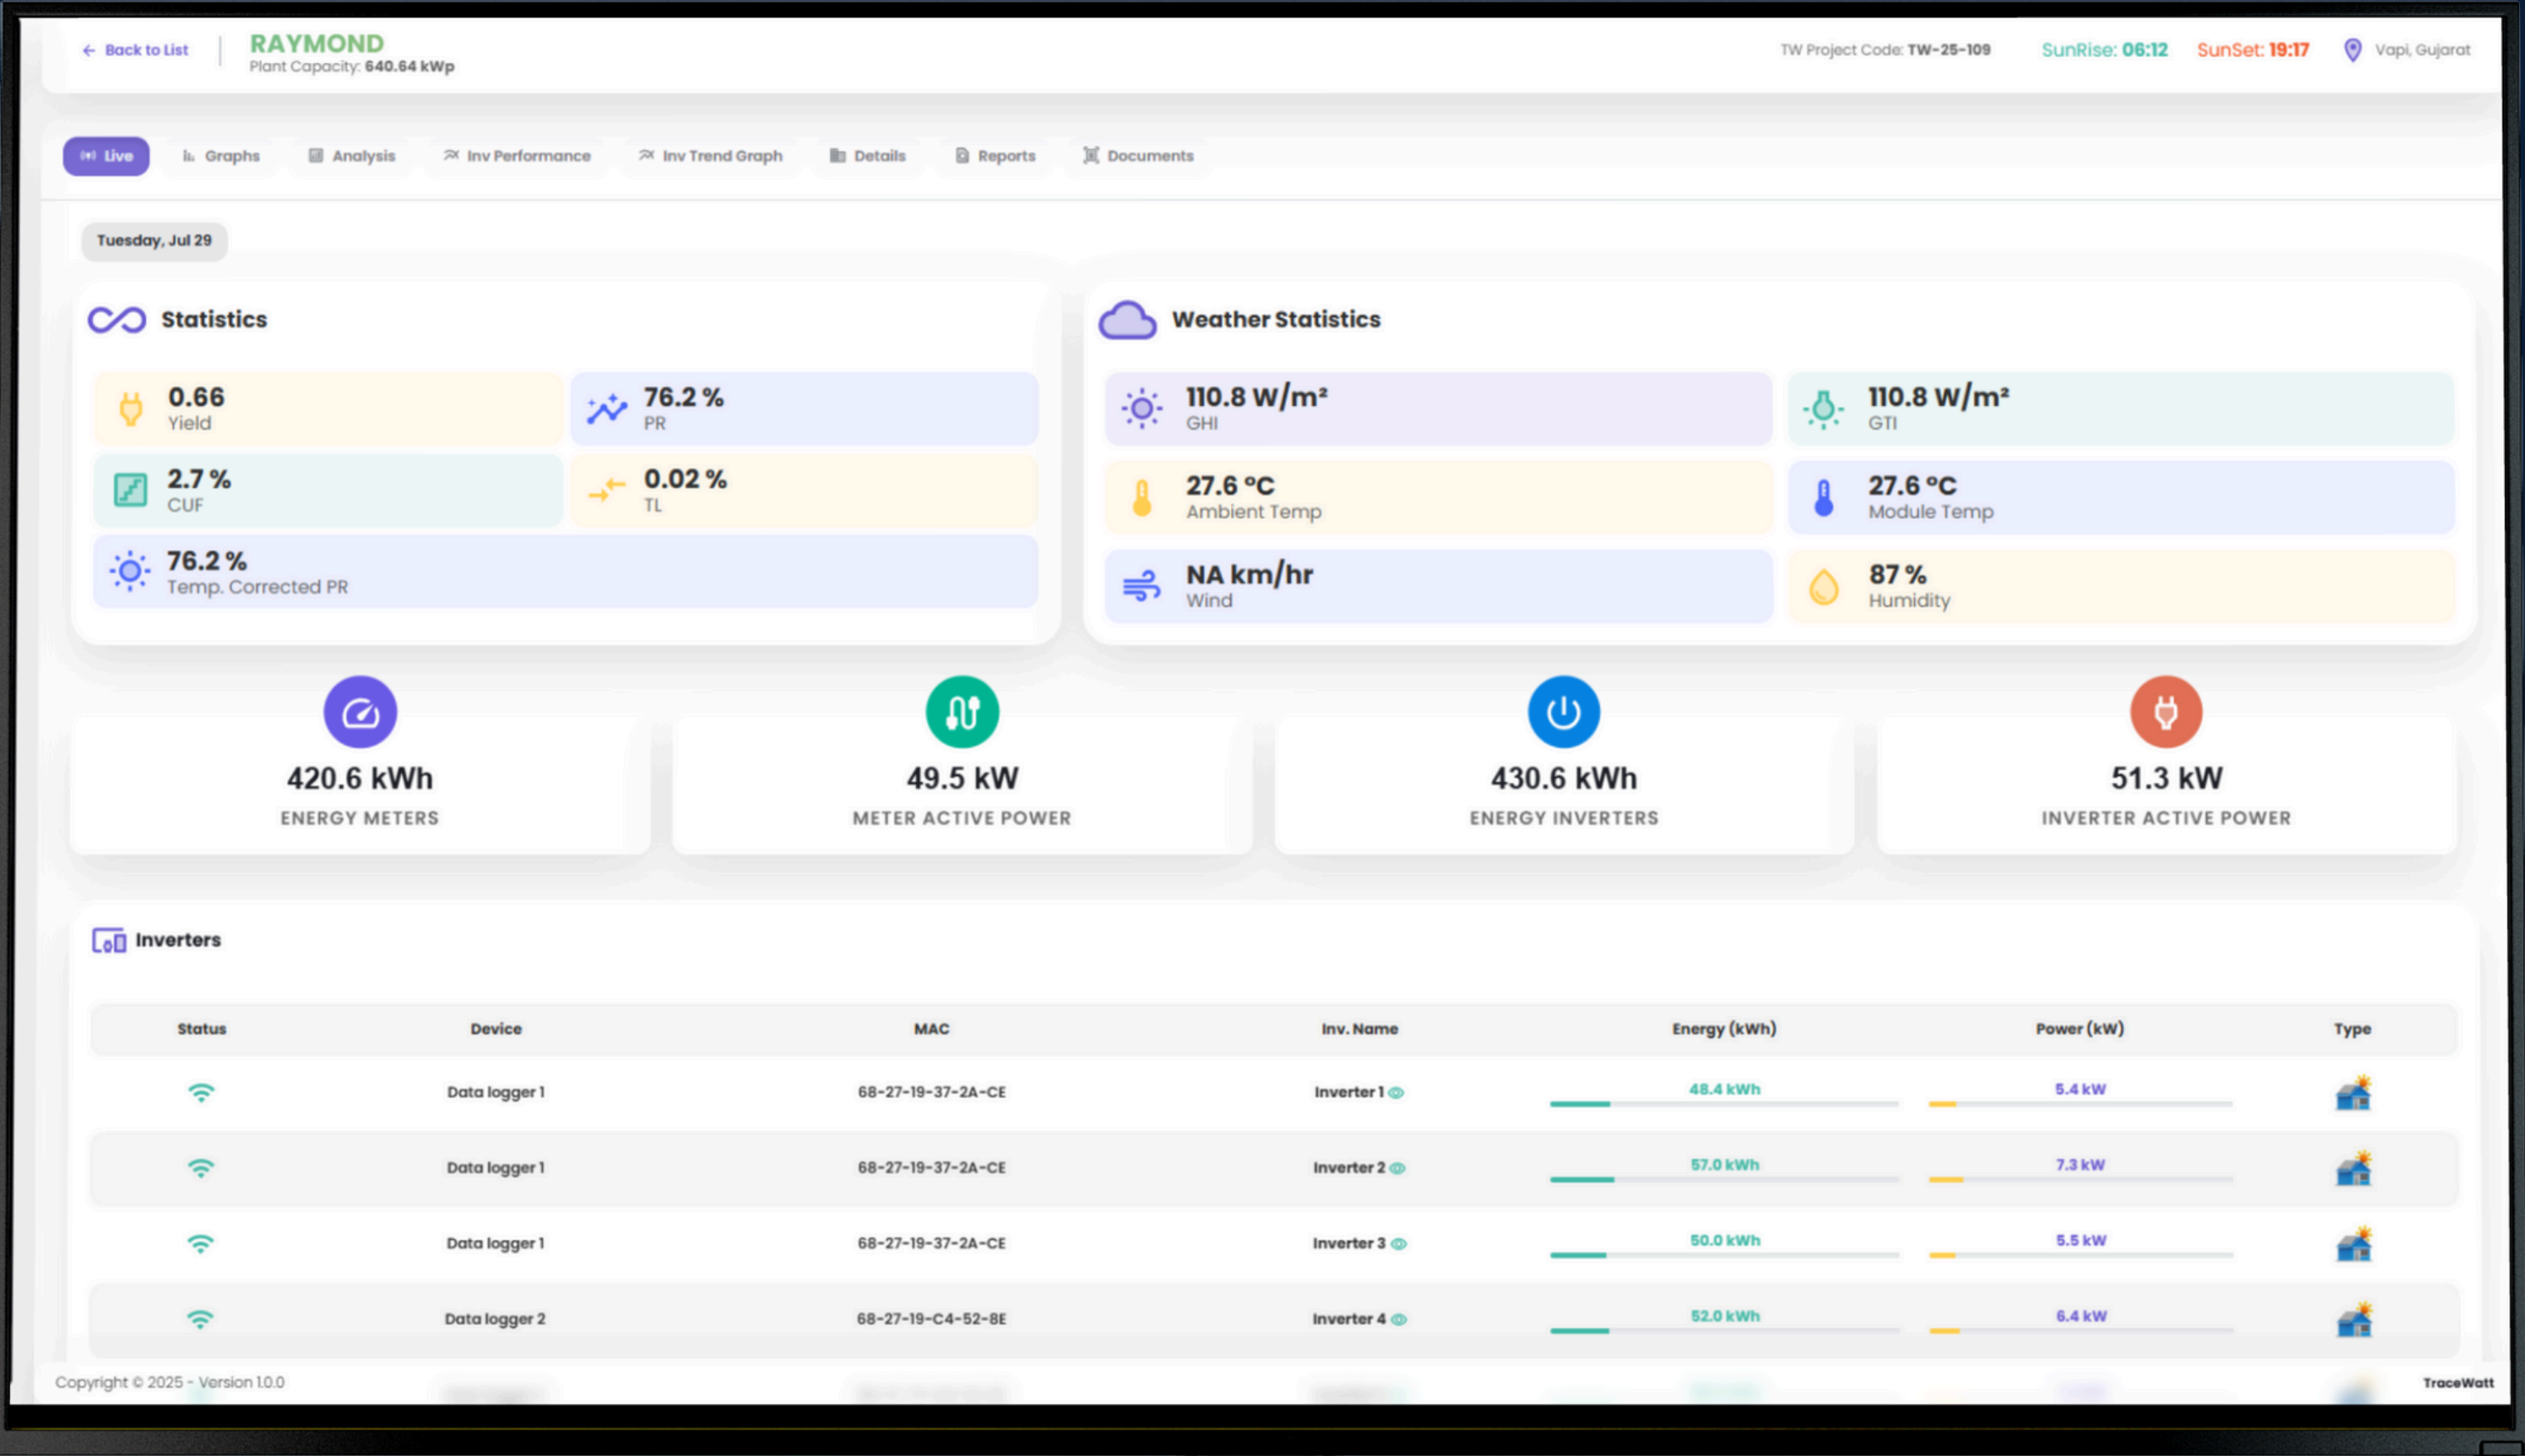 Back to List
RAYMOND
Plant Capacity: 640.64 kWp
TW Project Code: TW-25-109
SunRise: 06:12
SunSet: 19:17
Vapi, Gujarat
Live
Graphs
Analysis
Inv Performance
Inv Trend Graph
Details
Reports
Documents
Tuesday, Jul 29
Statistics
0.66
Yield
76.2 %
PR
2.7 %
CUF
0.02 %
TL
76.2 %
Temp. Corrected PR
Weather Statistics
110.8 W/m²
GHI
110.8 W/m²
GTI
27.6 °C
Ambient Temp
27.6 °C
Module Temp
NA km/hr
Wind
87 %
Humidity
420.6 kWh
ENERGY METERS
49.5 kW
METER ACTIVE POWER
430.6 kWh
ENERGY INVERTERS
51.3 kW
INVERTER ACTIVE POWER
Inverters
Status Device MAC Inv. Name Energy (kWh) Power (kW) Type
Data logger 1 68-27-19-37-2A-CE Inverter 1 48.4 kWh 5.4 kW
Data logger 1 68-27-19-37-2A-CE Inverter 2 57.0 kWh 7.3 kW
Data logger 1 68-27-19-37-2A-CE Inverter 3 50.0 kWh 5.5 kW
Data logger 2 68-27-19-C4-52-8E Inverter 4 52.0 kWh 6.4 kW
Copyright © 2025 - Version 1.0.0
TraceWatt